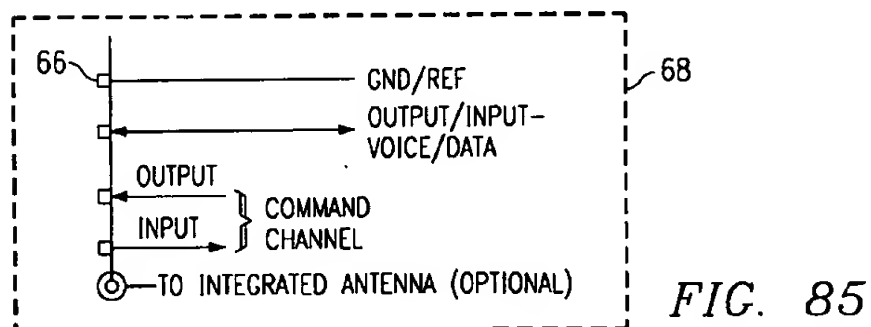 66
GND/REF
68
OUTPUT/INPUT-
VOICE/DATA
OUTPUT
INPUT
COMMAND
CHANNEL
TO INTEGRATED ANTENNA (OPTIONAL)
FIG. 85